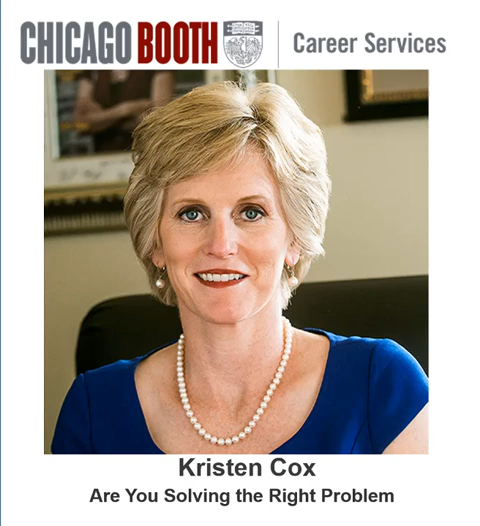 CHICAGO BOOTH Career Services
Kristen Cox
Are You Solving the Right Problem